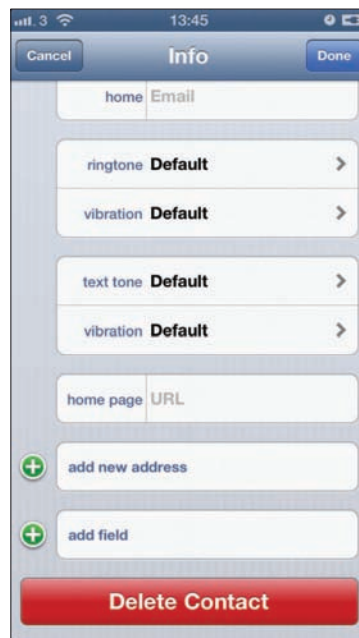 3 13:45
Cancel Info Done
home Email
ringtone Default
vibration Default
text tone Default
vibration Default
home page URL
add new address
add field
Delete Contact